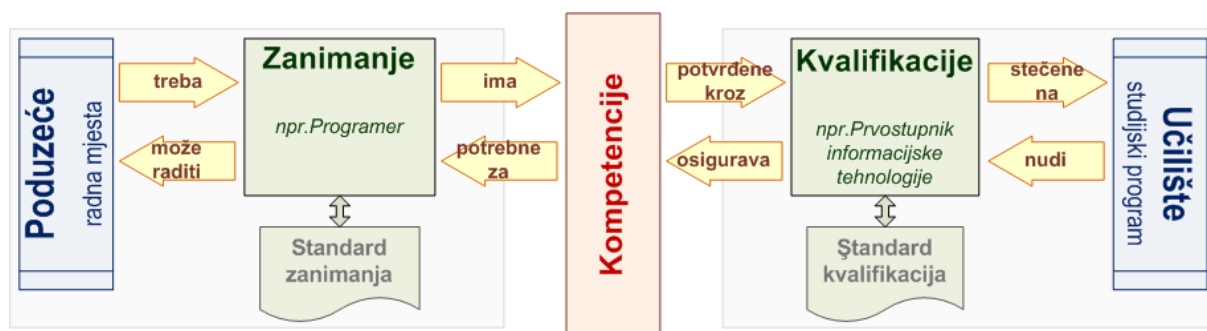 Poduzeće
radna mjesta
treba
može
raditi
Zanimanje
npr.Programer
Standard
zanimanja
ima
potrebne
za
Kompetencije
potvrđene
kroz
osigurava
Kvalifikacije
npr.Prvostupnik
informacijske
tehnologije
Štandard
kvalifikacija
stečene
na
nudi
Učilište
studijski program